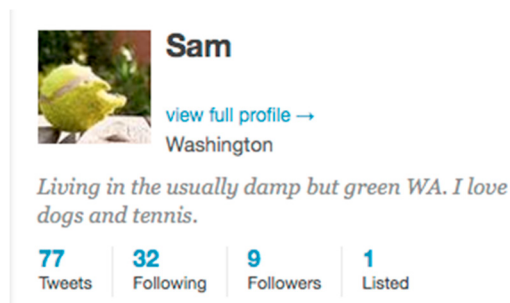 Sam
view full profile →
Washington
Living in the usually damp but green WA. I love
dogs and tennis.
77 32 9 1
Tweets Following Followers Listed